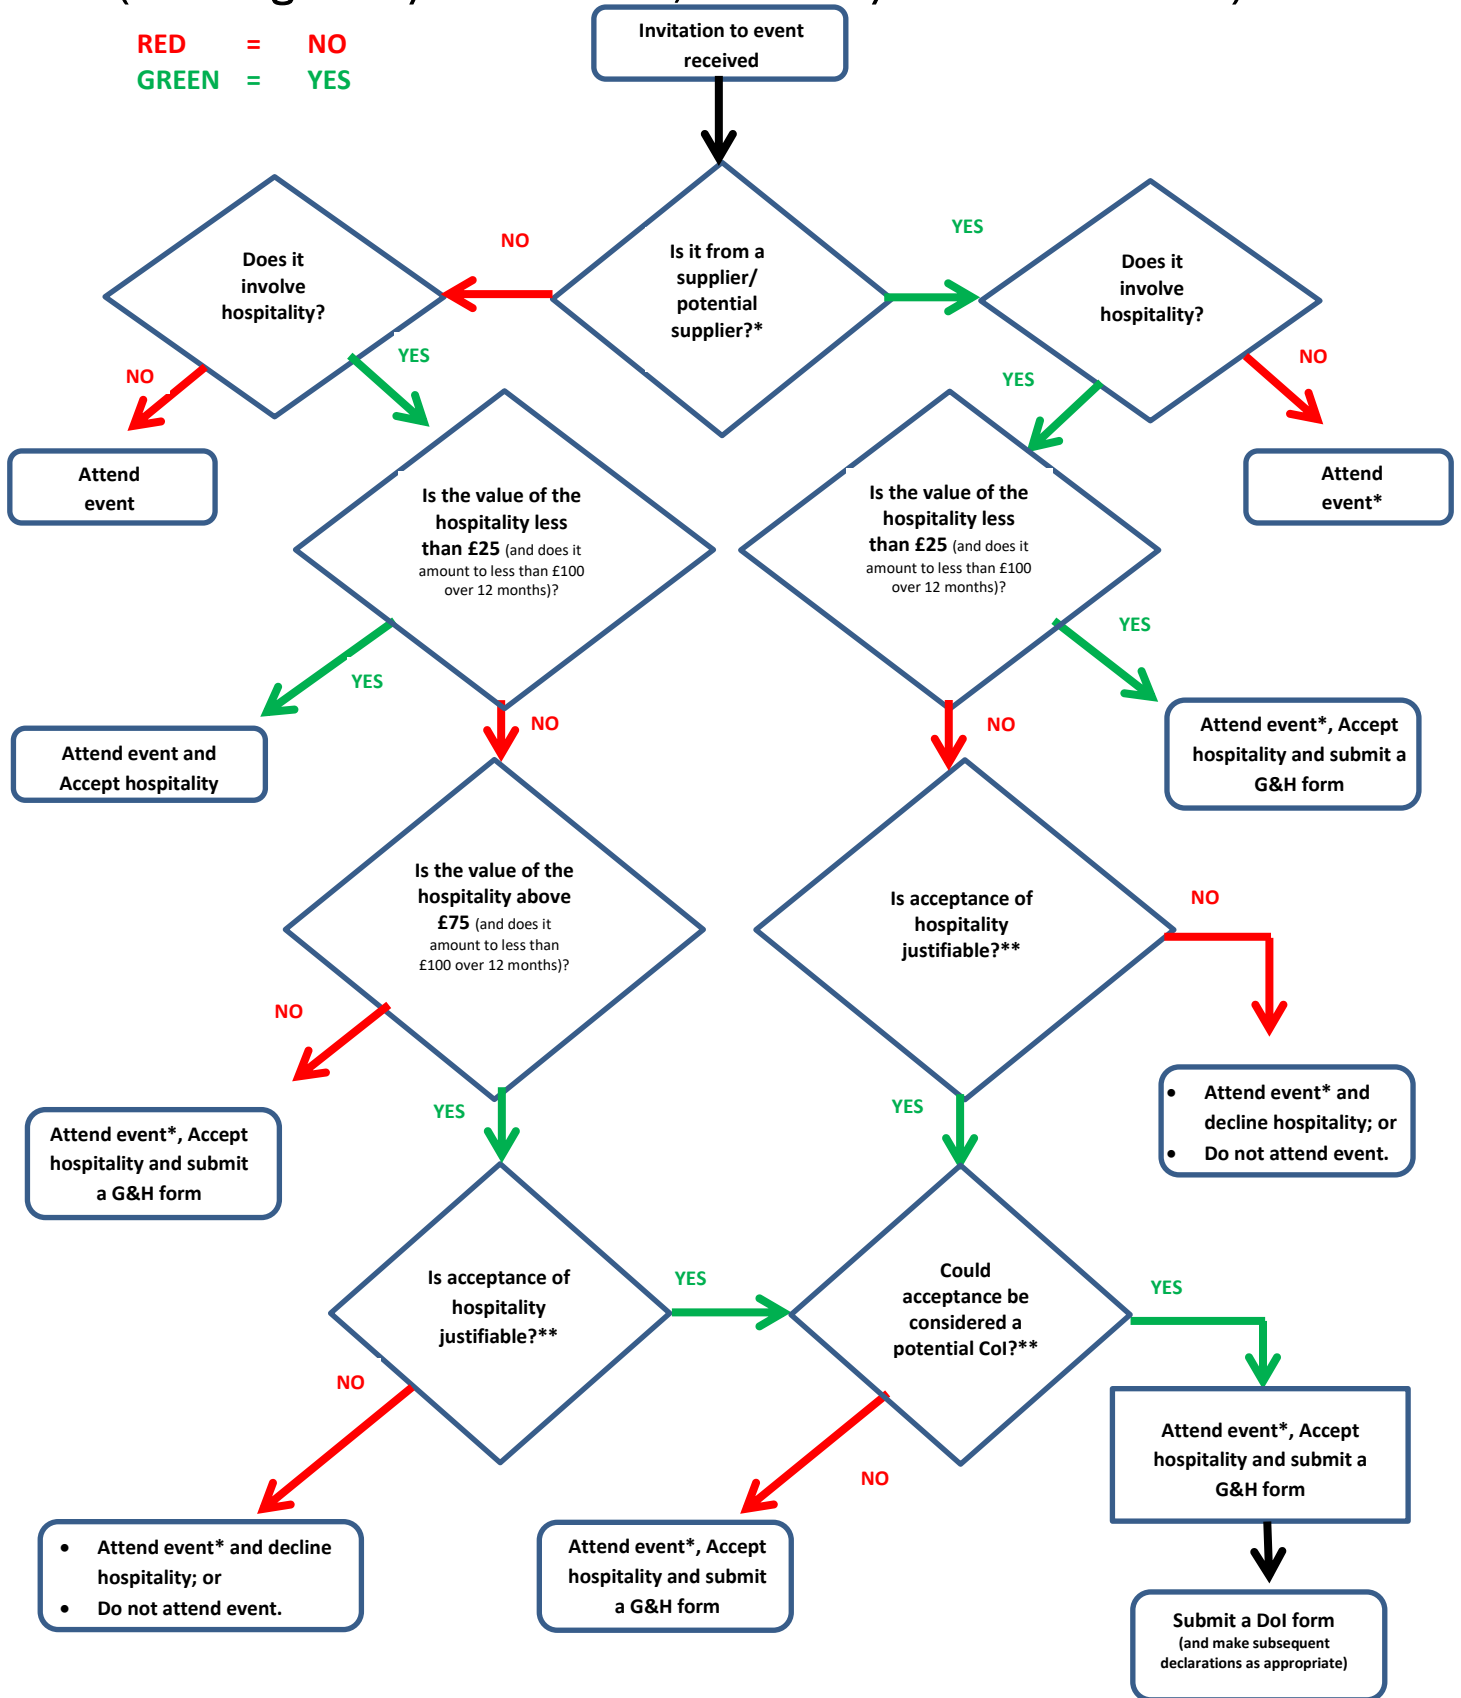 RED = NO
GREEN = YES
Invitation to event
received
Is it from a
supplier/
potential
supplier?*
NO
YES
Does it
involve
hospitality?
NO
YES
Does it
involve
hospitality?
YES
NO
Attend
event
Attend
event*
Is the value of the
hospitality less
than £25 (and does it
amount to less than £100
over 12 months)?
YES
NO
Is the value of the
hospitality less
than £25 (and does it
amount to less than £100
over 12 months)?
YES
NO
Attend event and
Accept hospitality
Attend event*, Accept
hospitality and submit a
G&H form
Is the value of the
hospitality above
£75 (and does it
amount to less than
£100 over 12 months)?
NO
YES
Is acceptance of
hospitality
justifiable?**
NO
YES
Attend event*, Accept
hospitality and submit
a G&H form
• Attend event* and
decline hospitality; or
• Do not attend event.
Is acceptance of
hospitality
justifiable?**
YES
NO
Could
acceptance be
considered a
potential CoI?**
YES
NO
• Attend event* and decline
hospitality; or
• Do not attend event.
Attend event*, Accept
hospitality and submit
a G&H form
Attend event*, Accept
hospitality and submit a
G&H form
Submit a DoI form
(and make subsequent
declarations as appropriate)